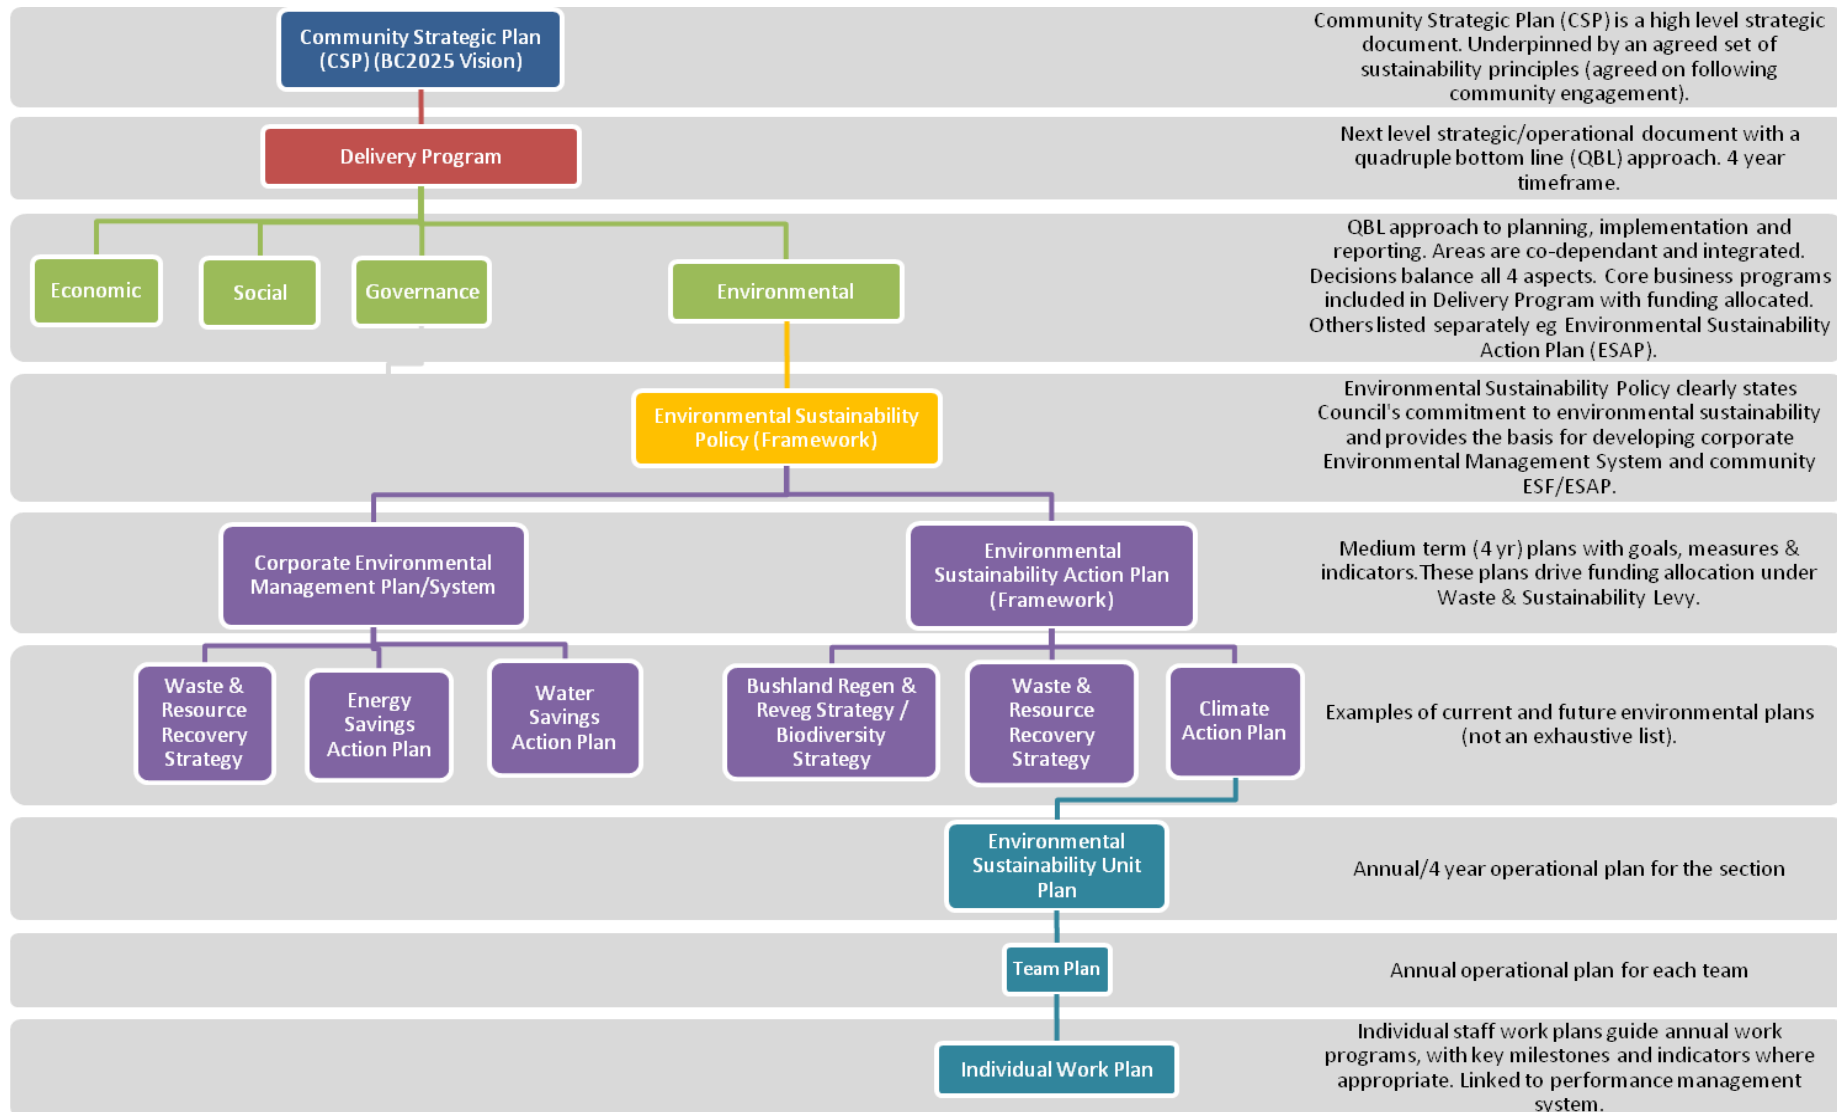 Community Strategic Plan
(CSP) (BC2025 Vision)
Community Strategic Plan (CSP) is a high level strategic
document. Underpinned by an agreed set of
sustainability principles (agreed on following
community engagement).
Delivery Program
Next level strategic/operational document with a
quadruple bottom line (QBL) approach. 4 year
timeframe.
Economic
Social
Governance
Environmental
QBL approach to planning, implementation and
reporting. Areas are co-dependant and integrated.
Decisions balance all 4 aspects. Core business programs
included in Delivery Program with funding allocated.
Others listed separately eg Environmental Sustainability
Action Plan (ESAP).
Environmental Sustainability
Policy (Framework)
Environmental Sustainability Policy clearly states
Council's commitment to environmental sustainability
and provides the basis for developing corporate
Environmental Management System and community
ESF/ESAP.
Corporate Environmental
Management Plan/System
Environmental
Sustainability Action Plan
(Framework)
Medium term (4 yr) plans with goals, measures &
indicators.These plans drive funding allocation under
Waste & Sustainability Levy.
Waste &
Resource
Recovery
Strategy
Energy
Savings
Action Plan
Water
Savings
Action Plan
Bushland Regen &
Reveg Strategy /
Biodiversity
Strategy
Waste &
Resource
Recovery
Strategy
Climate
Action Plan
Examples of current and future environmental plans
(not an exhaustive list).
Environmental
Sustainability Unit
Plan
Annual/4 year operational plan for the section
Team Plan
Annual operational plan for each team
Individual Work Plan
Individual staff work plans guide annual work
programs, with key milestones and indicators where
appropriate. Linked to performance management
system.